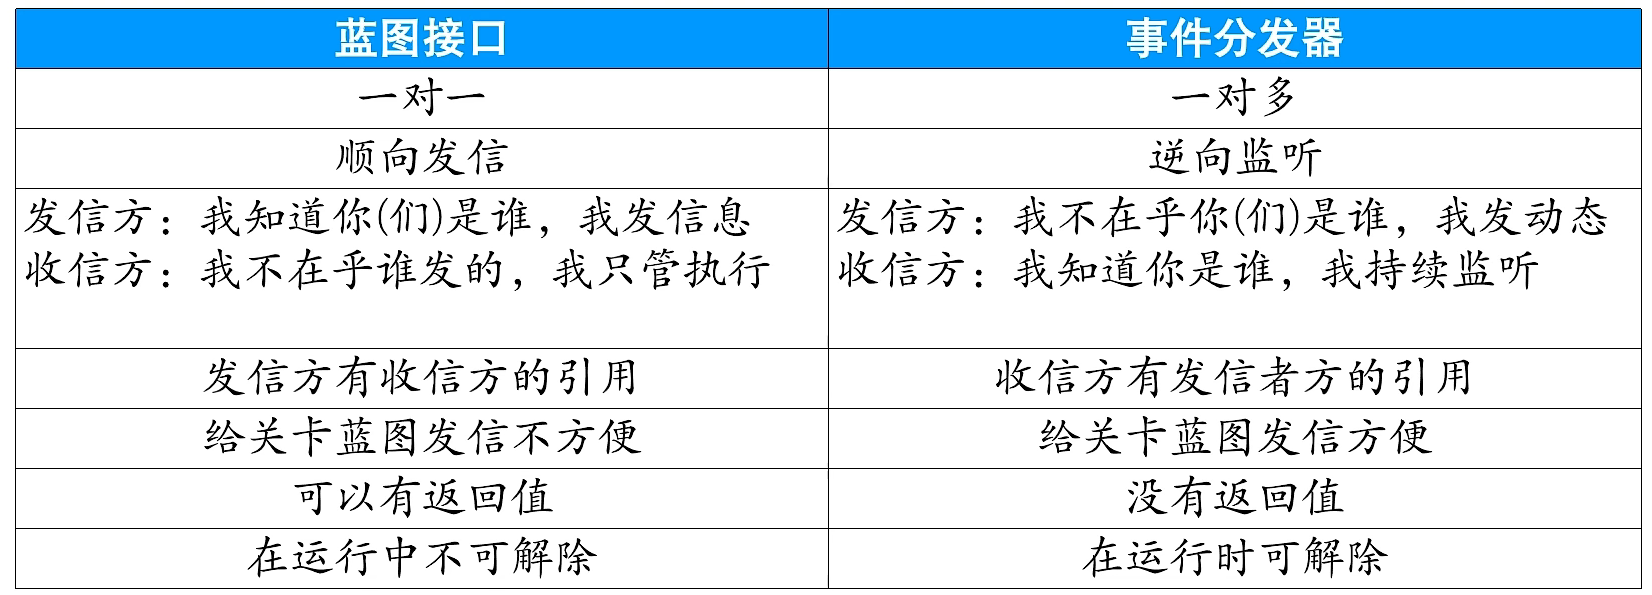 蓝图接口 事件分发器
一对一 一对多
顺向发信 逆向监听
发信方：我知道你(们)是谁，我发信息
收信方：我不在乎谁发的，我只管执行
发信方：我不在乎你(们)是谁，我发动态
收信方：我知道你是谁，我持续监听
发信方有收信方的引用 收信方有发信者方的引用
给关卡蓝图发信不方便 给关卡蓝图发信方便
可以有返回值 没有返回值
在运行中不可解除 在运行时可解除